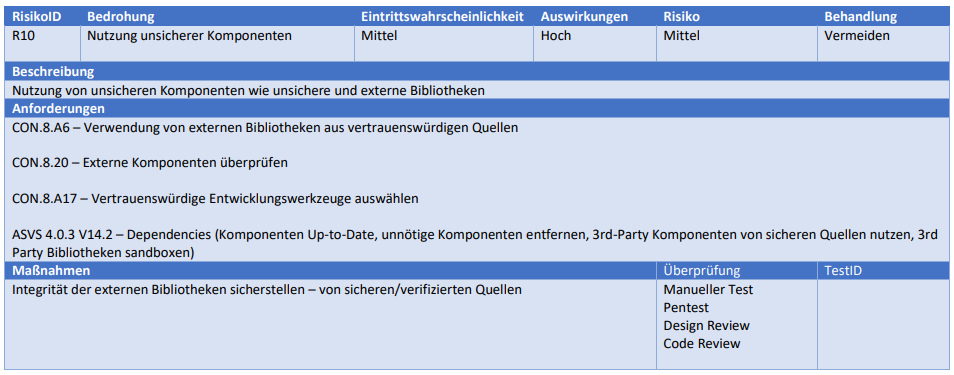 RisikoID Bedrohung Eintrittswahrscheinlichkeit Auswirkungen Risiko Behandlung
R10 Nutzung unsicherer Komponenten Mittel Hoch Mittel Vermeiden
Beschreibung
Nutzung von unsicheren Komponenten wie unsichere und externe Bibliotheken
Anforderungen
CON.8.A6 – Verwendung von externen Bibliotheken aus vertrauenswürdigen Quellen
CON.8.20 – Externe Komponenten überprüfen
CON.8.A17 – Vertrauenswürdige Entwicklungswerkzeuge auswählen
ASVS 4.0.3 V14.2 – Dependencies (Komponenten Up-to-Date, unnötige Komponenten entfernen, 3rd-Party Komponenten von sicheren Quellen nutzen, 3rd
Party Bibliotheken sandboxen)
Maßnahmen Überprüfung TestID
Integrität der externen Bibliotheken sicherstellen – von sicheren/verifizierten Quellen Manueller Test
Pentest
Design Review
Code Review